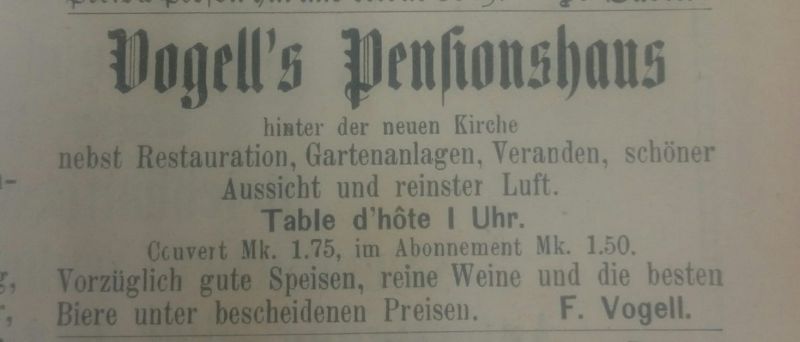 Vogell's Pensionshaus
hinter der neuen Kirche
nebst Restauration, Gartenanlagen, Veranden, schöner
Aussicht und reinster Luft.
Table d'hôte 1 Uhr.
Couvert Mk. 1.75, im Abonnement Mk. 1.50.
Vorzüglich gute Speisen, reine Weine und die besten
Biere unter bescheidenen Preisen. F. Vogell.